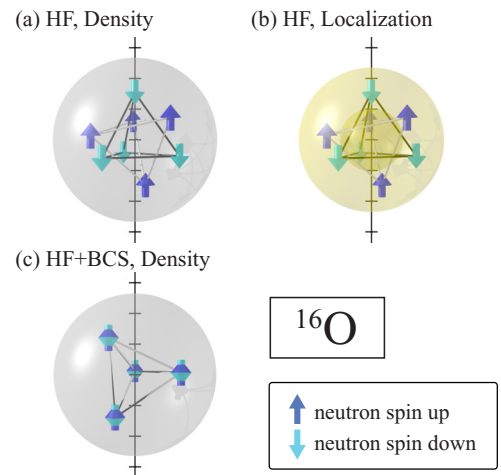 (a) HF, Density
(b) HF, Localization
(c) HF+BCS, Density
¹⁶O
neutron spin up
neutron spin down